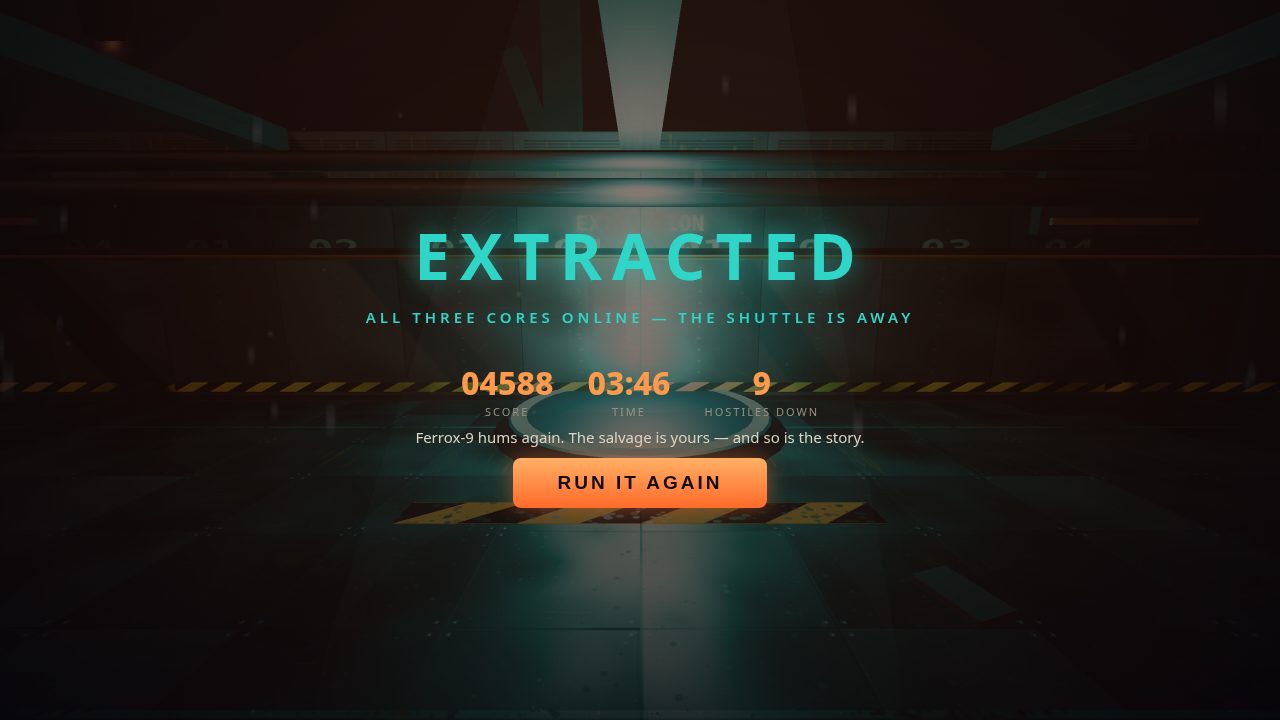 EXTRACTED
ALL THREE CORES ONLINE — THE SHUTTLE IS AWAY
04588 03:46 9
SCORE TIME HOSTILES DOWN
Ferrox-9 hums again. The salvage is yours — and so is the story.
RUN IT AGAIN